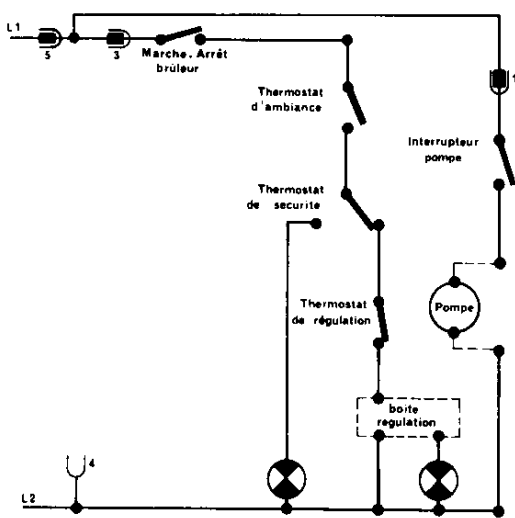 L1
5
3
Marche.Arrêt
brûleur
1
Thermostat
d'ambiance
Interrupteur
pompe
Thermostat
de securite
Thermostat
de régulation
Pompe
boite
regulation
4
L2